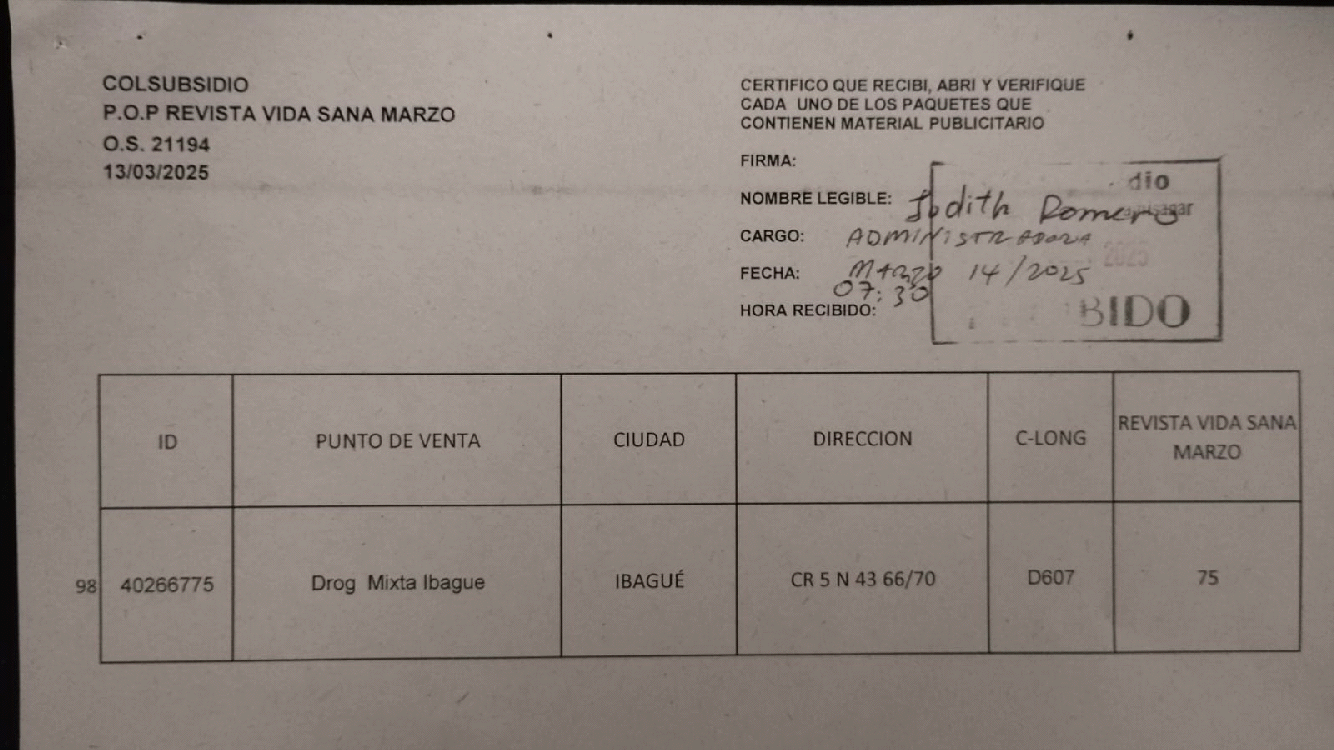 COLSUBSIDIO
P.O.P REVISTA VIDA SANA MARZO
O.S. 21194
13/03/2025
CERTIFICO QUE RECIBI, ABRI Y VERIFIQUE
CADA UNO DE LOS PAQUETES QUE
CONTIENEN MATERIAL PUBLICITARIO
FIRMA:
dio
NOMBRE LEGIBLE: Judith Romero
CARGO: ADMINISTRADORA
2025
FECHA: Marzo 14/2025
07:30
HORA RECIBIDO:
BIDO
ID PUNTO DE VENTA CIUDAD DIRECCION C-LONG REVISTA VIDA SANA
MARZO
98 40266775 Drog Mixta Ibague IBAGUÉ CR 5 N 43 66/70 D607 75